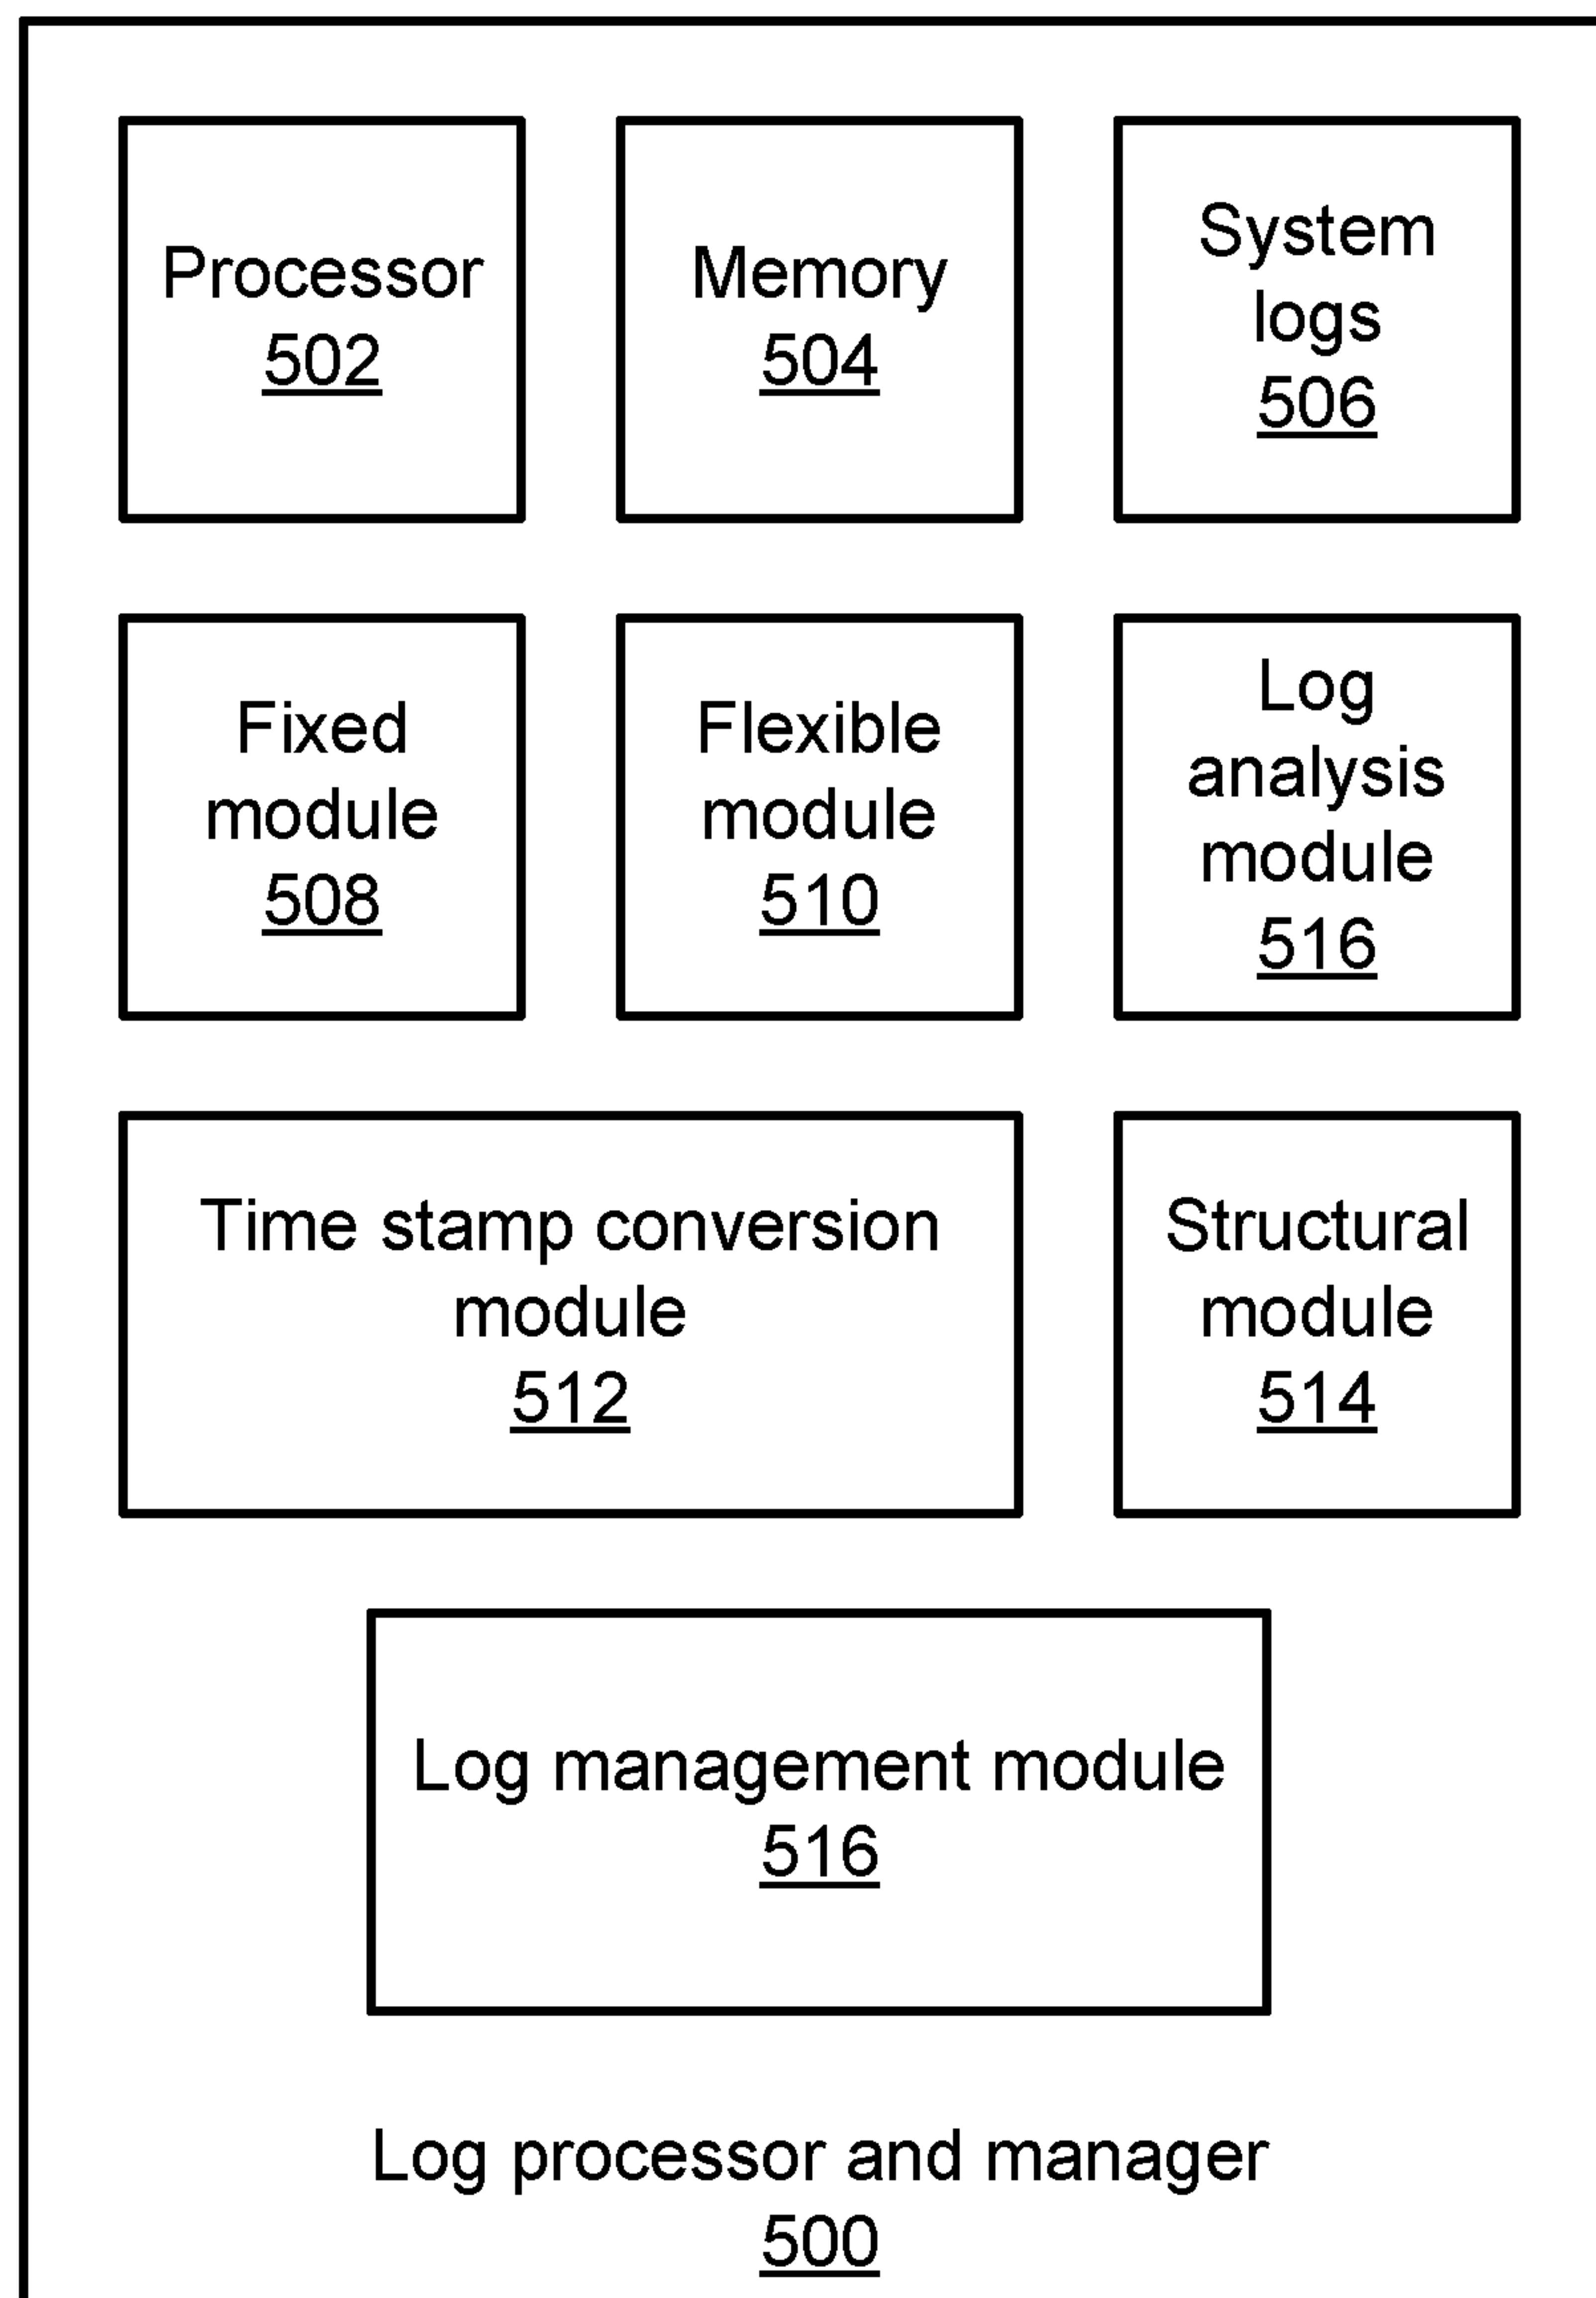 Processor
502
Memory
504
System
logs
506
Fixed
module
508
Flexible
module
510
Log
analysis
module
516
Time stamp conversion
module
512
Structural
module
514
Log management module
516
Log processor and manager
500